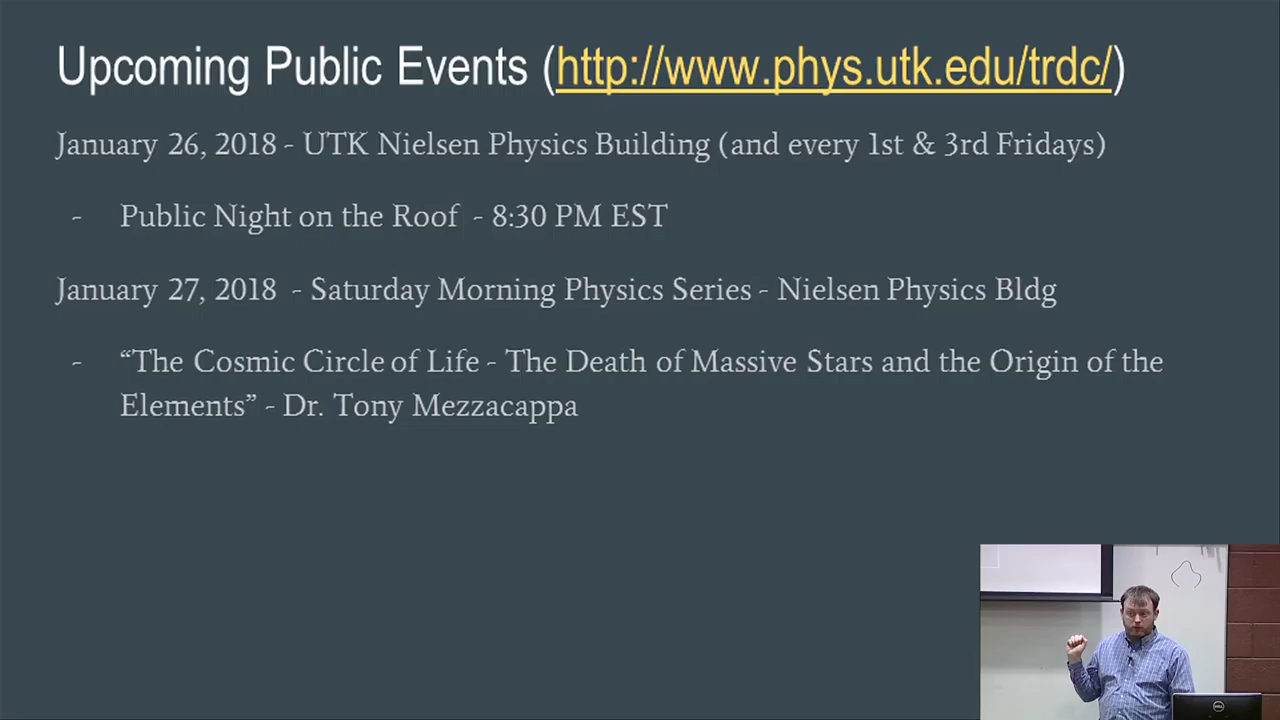 Upcoming Public Events (http://www.phys.utk.edu/trdc/)
January 26, 2018 - UTK Nielsen Physics Building (and every 1st & 3rd Fridays)
- Public Night on the Roof - 8:30 PM EST
January 27, 2018 - Saturday Morning Physics Series - Nielsen Physics Bldg
- “The Cosmic Circle of Life - The Death of Massive Stars and the Origin of the
Elements” - Dr. Tony Mezzacappa
DELL